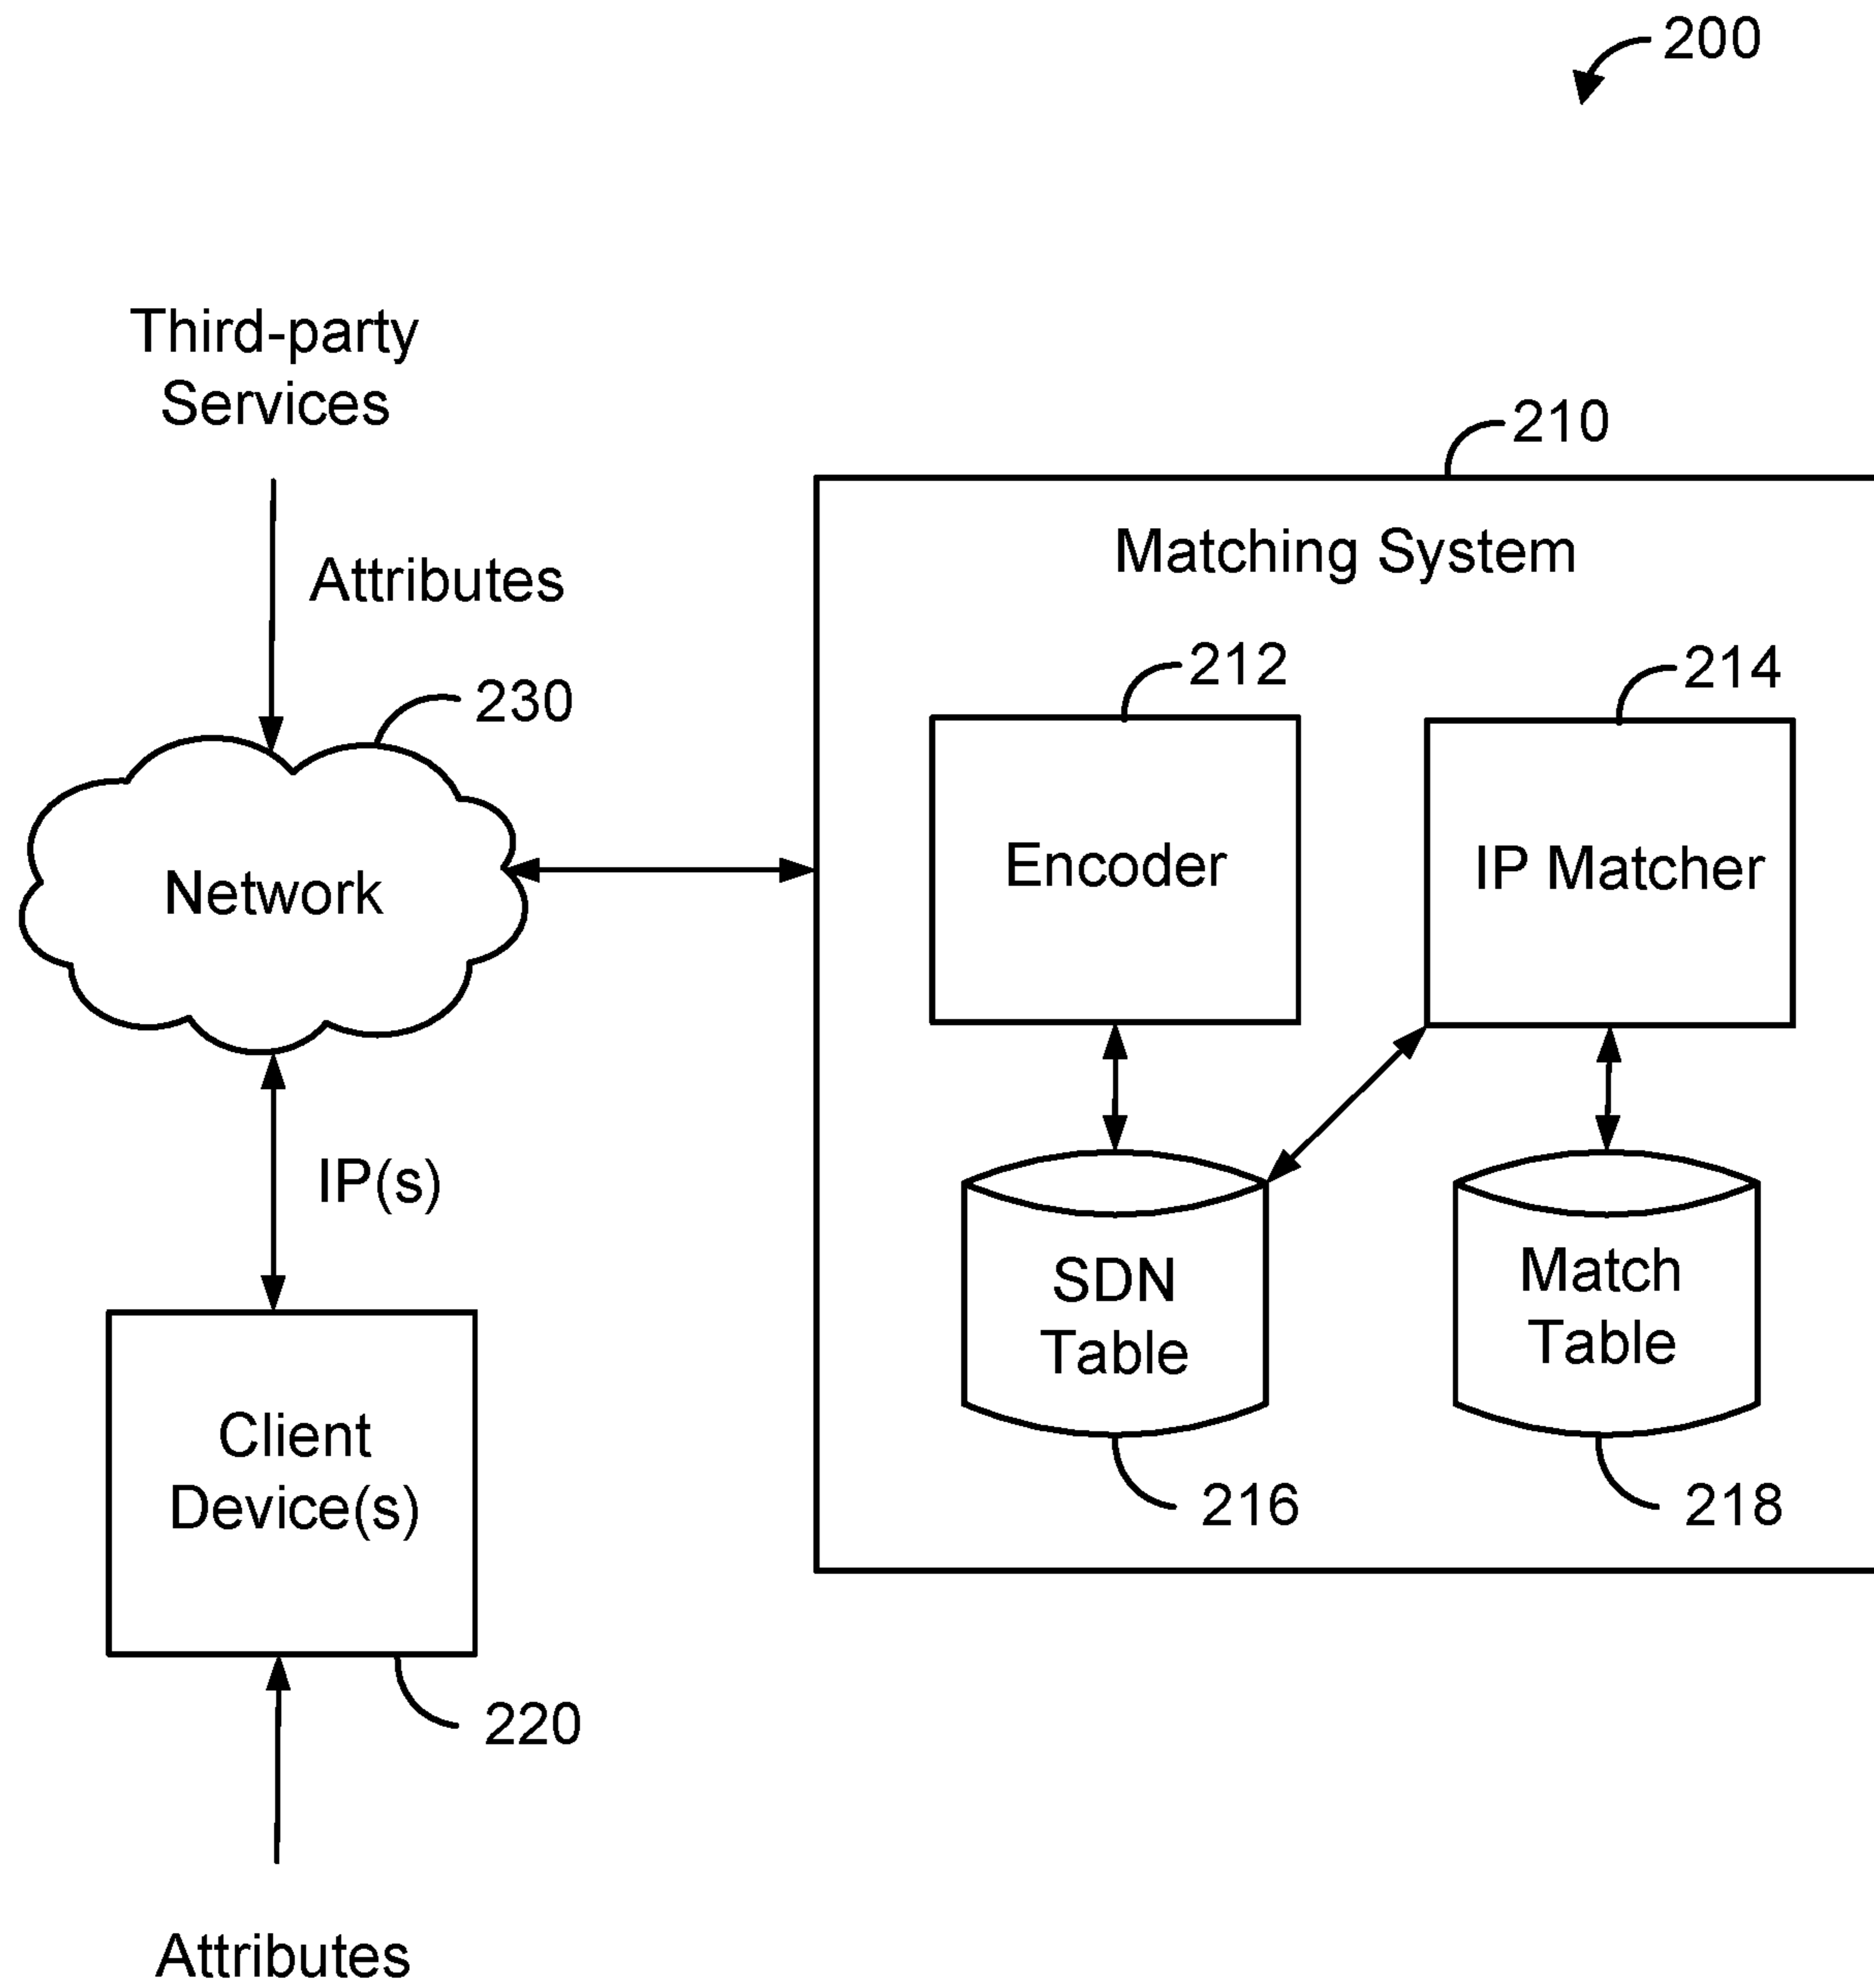 200
Third-party
Services
Attributes
210
Matching System
230
212
214
Network
Encoder
IP Matcher
IP(s)
SDN
Table
Match
Table
216
218
Client
Device(s)
220
Attributes